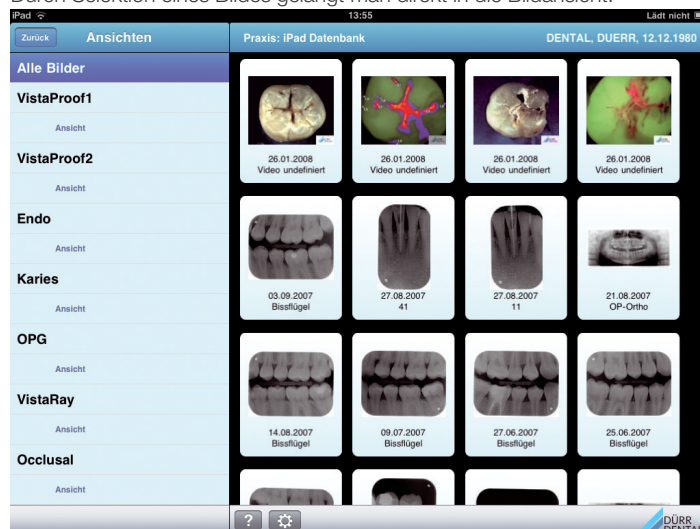 Durch Selektion eines Bildes gelangt man direkt in die Bildansicht.
iPad
13:55
Lädt nicht
Zurück
Ansichten
Praxis: iPad Datenbank
DENTAL, DUERR, 12.12.1980
Alle Bilder
VistaProof1
Ansicht
VistaProof2
Ansicht
Endo
Ansicht
Karies
Ansicht
OPG
Ansicht
VistaRay
Ansicht
Occlusal
Ansicht
26.01.2008
Video undefiniert
26.01.2008
Video undefiniert
26.01.2008
Video undefiniert
26.01.2008
Video undefiniert
03.09.2007
Bissflügel
27.08.2007
41
27.08.2007
11
21.08.2007
OP-Ortho
14.08.2007
Bissflügel
09.07.2007
Bissflügel
27.06.2007
Bissflügel
25.06.2007
Bissflügel
?
DÜRR
DENTAL